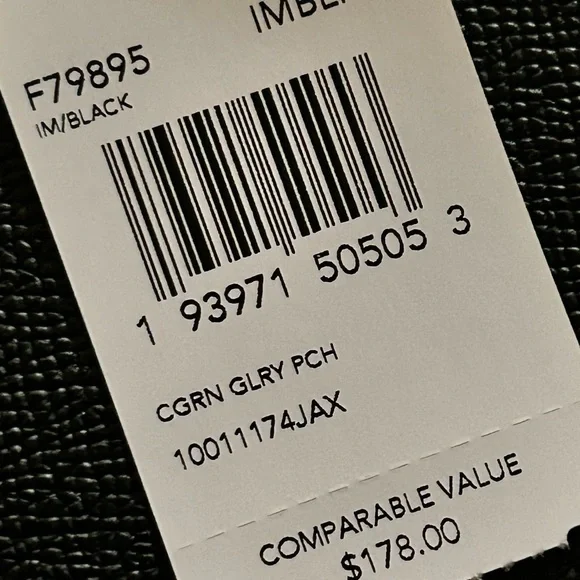 F79895
IM/BLACK
1 93971 50505 3
CGRN GLRY PCH
10011174JAX
COMPARABLE VALUE
$178.00